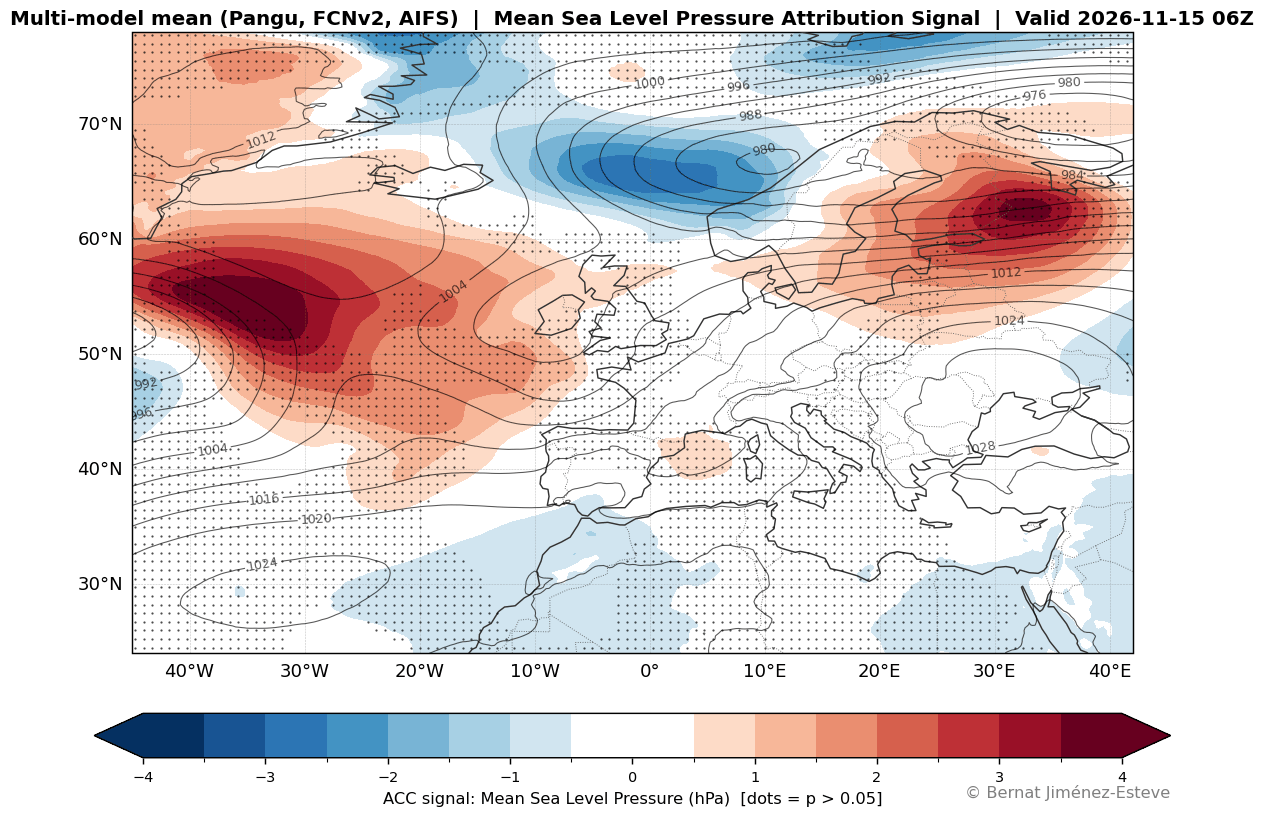 Multi-model mean (Pangu, FCNv2, AIFS) | Mean Sea Level Pressure Attribution Signal | Valid 2026-11-15 06Z
1000
992
980
996
976
70°N
988
1012
980
984
60°N
1012
1004
1024
50°N
992
996
1004
1028
40°N
1016
1020
1024
30°N
40°W 30°W 20°W 10°W 0° 10°E 20°E 30°E 40°E
−4 −3 −2 −1 0 1 2 3 4
ACC signal: Mean Sea Level Pressure (hPa) [dots = p > 0.05]
© Bernat Jiménez-Esteve